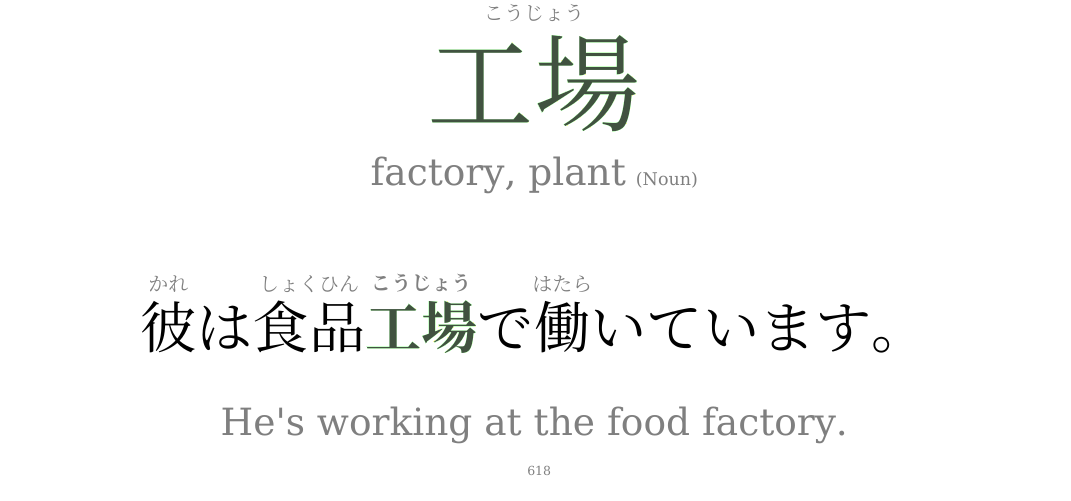 こうじょう
工場
factory, plant (Noun)
かれ しょくひん こうじょう はたら
彼は食品工場で働いています。
He's working at the food factory.
618